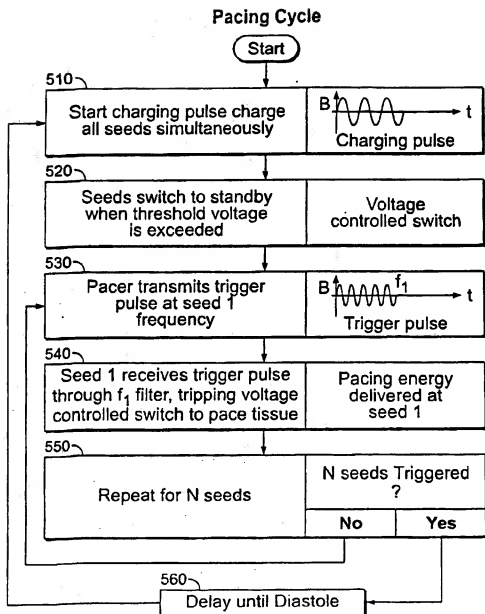 Pacing Cycle
Start
510
Start charging pulse charge
all seeds simultaneously
B
t
Charging pulse
520
Seeds switch to standby
when threshold voltage
is exceeded
Voltage
controlled switch
530
Pacer transmits trigger
pulse at seed 1
frequency
B
f1
t
Trigger pulse
540
Seed 1 receives trigger pulse
through f1 filter, tripping voltage
controlled switch to pace tissue
Pacing energy
delivered at
seed 1
550
Repeat for N seeds
N seeds Triggered
?
No
Yes
560
Delay until Diastole